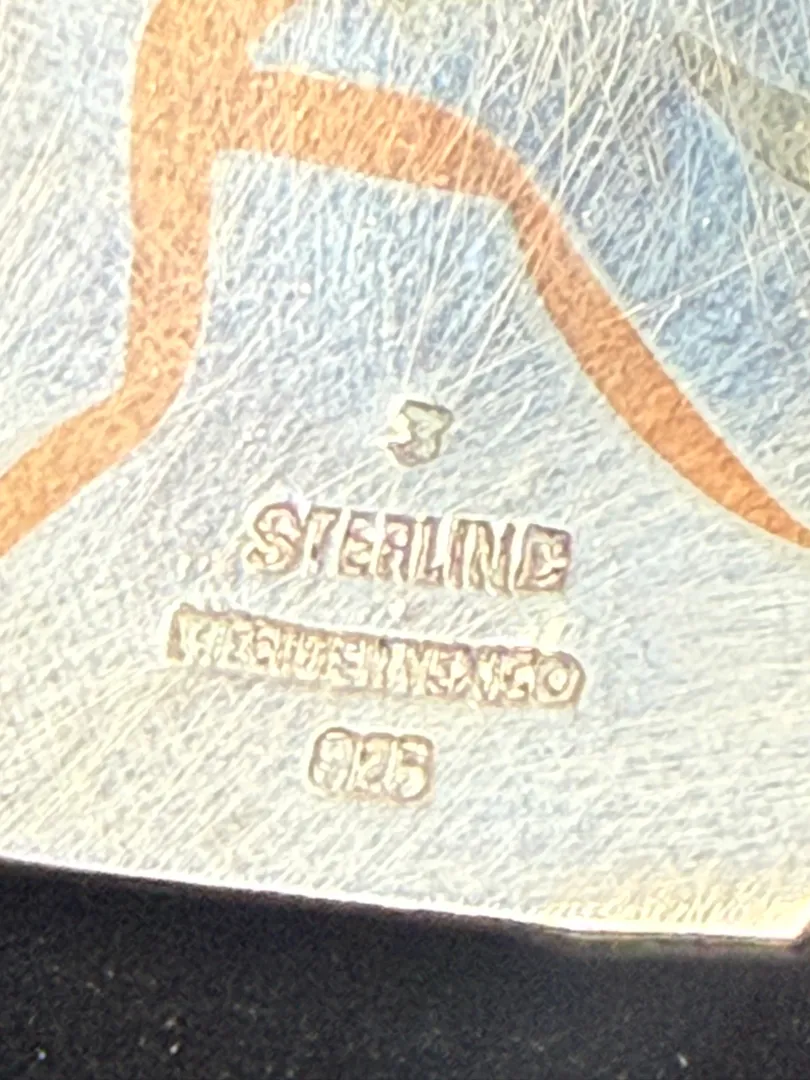 3
STERLING
HECHO EN MEXICO
925